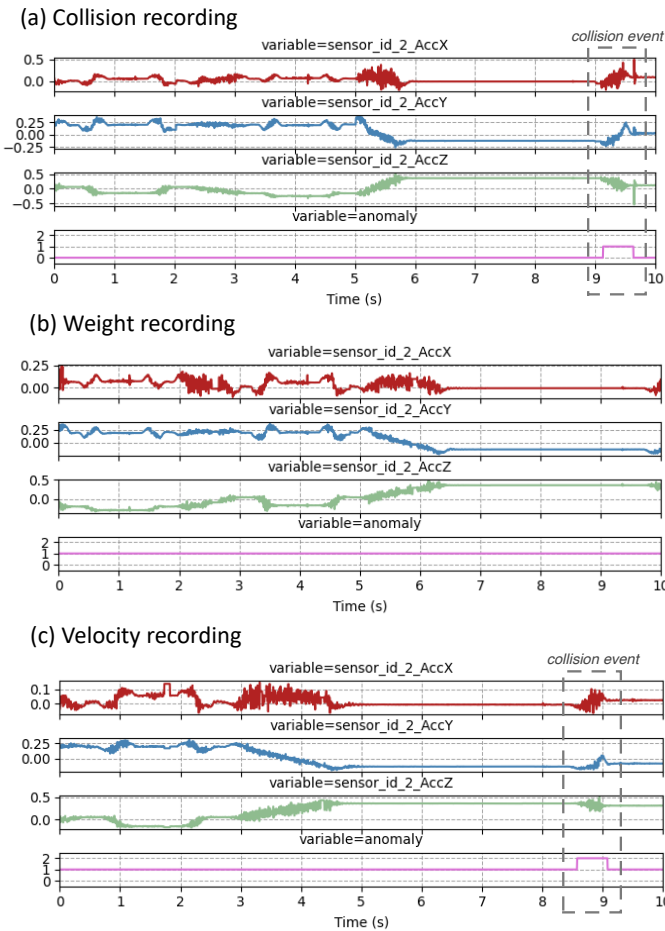 (a) Collision recording
collision event
variable=sensor_id_2_AccX
0.5
0.0
variable=sensor_id_2_AccY
0.25
0.00
−0.25
variable=sensor_id_2_AccZ
0.5
0.0
−0.5
variable=anomaly
2
1
0
0 1 2 3 4 5 6 7 8 9 10
Time (s)
(b) Weight recording
variable=sensor_id_2_AccX
0.25
0.00
variable=sensor_id_2_AccY
0.25
0.00
variable=sensor_id_2_AccZ
0.5
0.0
variable=anomaly
2
1
0
0 1 2 3 4 5 6 7 8 9 10
Time (s)
(c) Velocity recording
collision event
variable=sensor_id_2_AccX
0.1
0.0
variable=sensor_id_2_AccY
0.25
0.00
variable=sensor_id_2_AccZ
0.5
0.0
variable=anomaly
2
1
0
0 1 2 3 4 5 6 7 8 9 10
Time (s)